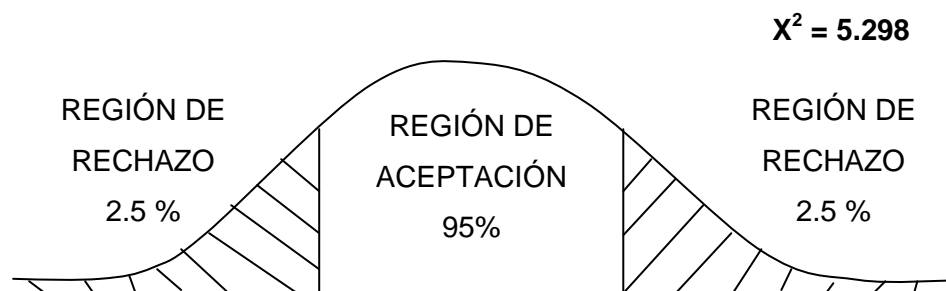 X² = 5.298
REGIÓN DE
RECHAZO
2.5 %
REGIÓN DE
ACEPTACIÓN
95%
REGIÓN DE
RECHAZO
2.5 %